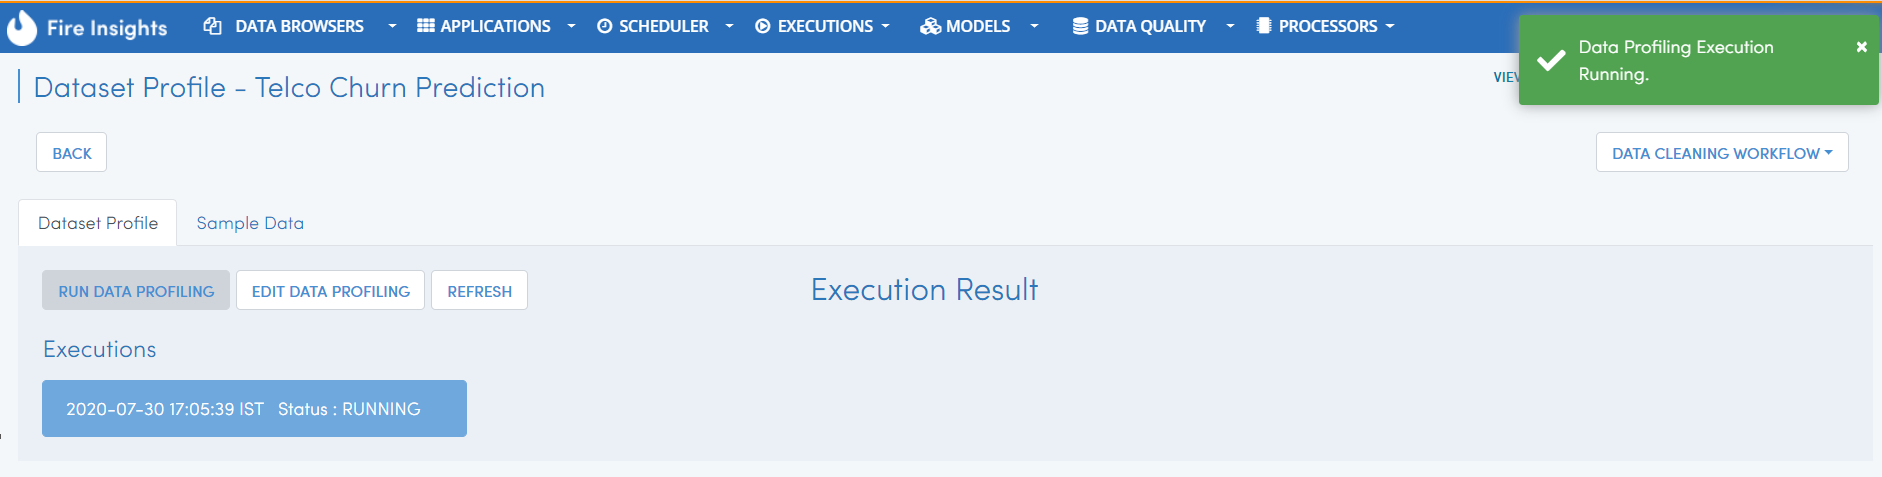 Fire Insights DATA BROWSERS APPLICATIONS SCHEDULER EXECUTIONS MODELS DATA QUALITY PROCESSORS
Data Profiling Execution
Running.
Dataset Profile - Telco Churn Prediction
BACK
DATA CLEANING WORKFLOW
Dataset Profile Sample Data
RUN DATA PROFILING EDIT DATA PROFILING REFRESH
Execution Result
Executions
2020-07-30 17:05:39 IST Status : RUNNING